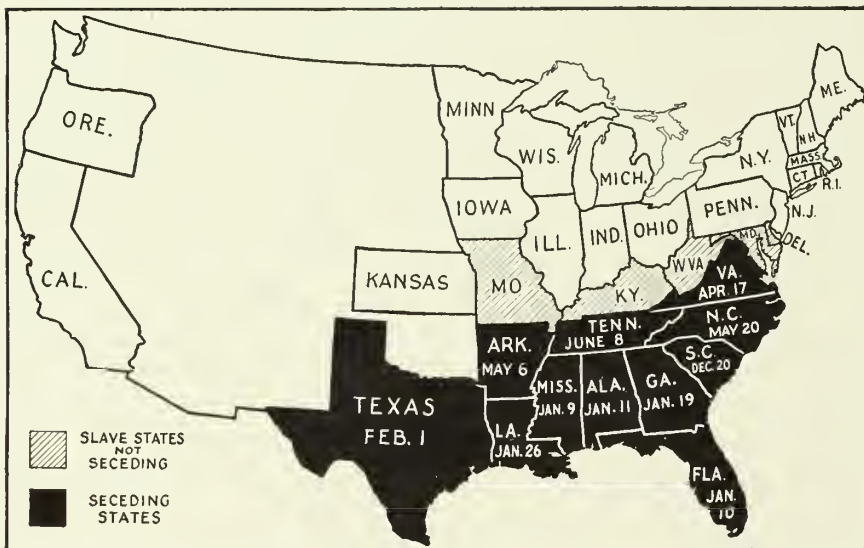 ORE.
CAL.
MINN
WIS.
MICH.
IOWA
ILL.
IND.
OHIO
PENN.
N.Y.
VT.
N.H.
ME.
MASS.
CT.
R.I.
N.J.
DEL.
MD.
KANSAS
MO
KY.
WVA
VA.
APR. 17
TENN.
JUNE 8
N.C.
MAY 20
ARK.
MAY 6
S.C.
DEC. 20
MISS.
JAN. 9
ALA.
JAN. 11
GA.
JAN. 19
TEXAS
FEB. 1
LA.
JAN. 26
FLA.
JAN.
10
SLAVE STATES
NOT
SECEDING
SECEDING
STATES